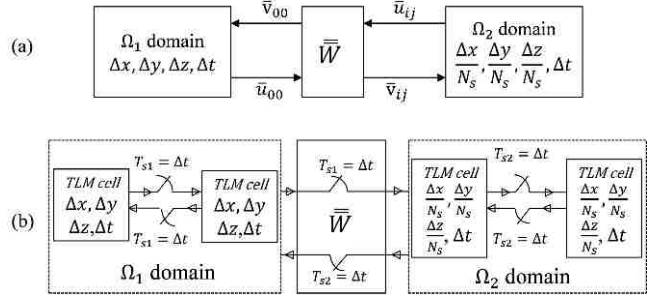 (a)
Ω₁ domain
Δx, Δy, Δz, Δt
v̅₀₀
u̅₀₀
W̿
u̅ᵢⱼ
v̅ᵢⱼ
Ω₂ domain
Δx/Nₛ, Δy/Nₛ, Δz/Nₛ, Δt
(b)
TLM cell
Δx, Δy
Δz,Δt
Tₛ₁ = Δt
Tₛ₁ = Δt
TLM cell
Δx, Δy
Δz,Δt
Ω₁ domain
Tₛ₁ = Δt
W̿
Tₛ₂ = Δt
TLM cell
Δx/Nₛ, Δy/Nₛ
Δz/Nₛ, Δt
Tₛ₂ = Δt
Tₛ₂ = Δt
TLM cell
Δx/Nₛ, Δy/Nₛ
Δz/Nₛ, Δt
Ω₂ domain